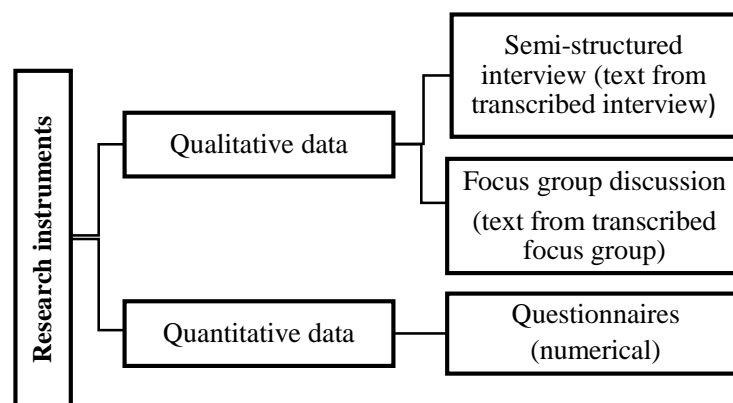 Research instruments
Qualitative data
Semi-structured
interview (text from
transcribed interview)
Focus group discussion
(text from transcribed
focus group)
Quantitative data
Questionnaires
(numerical)